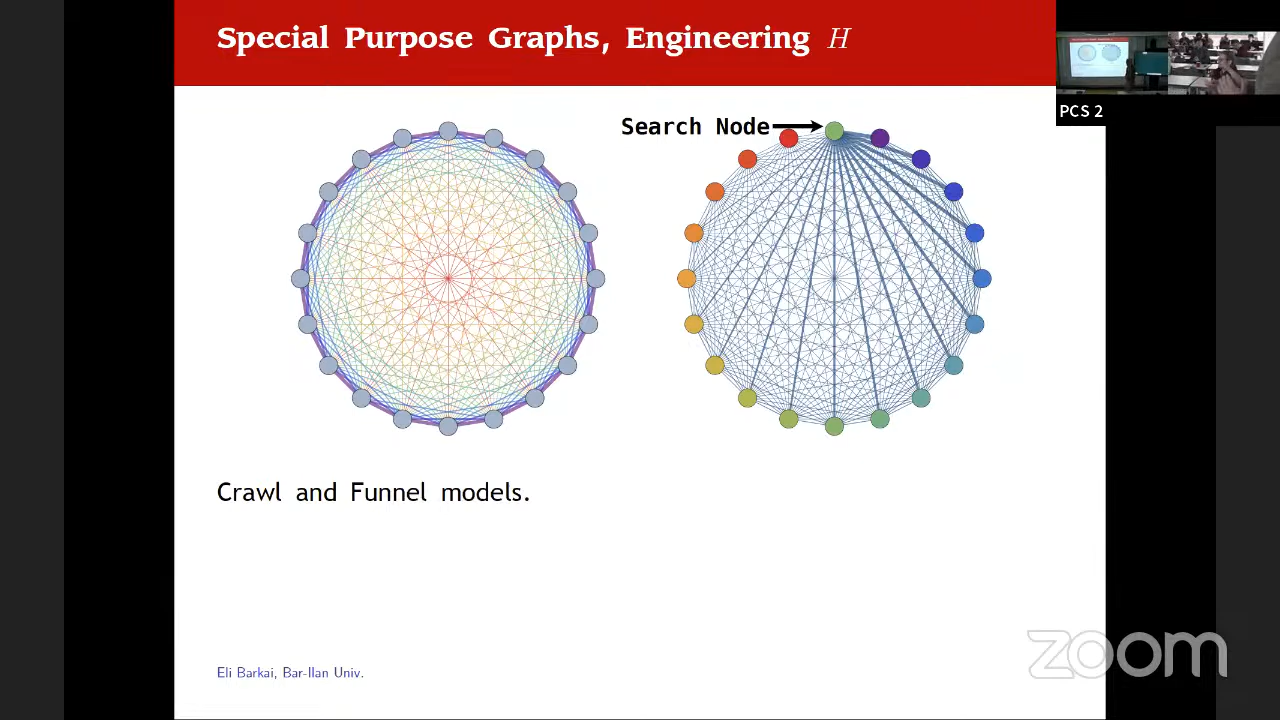 Special Purpose Graphs, Engineering H
Search Node
PCS 2
Crawl and Funnel models.
Eli Barkai, Bar-Ilan Univ.
zoom